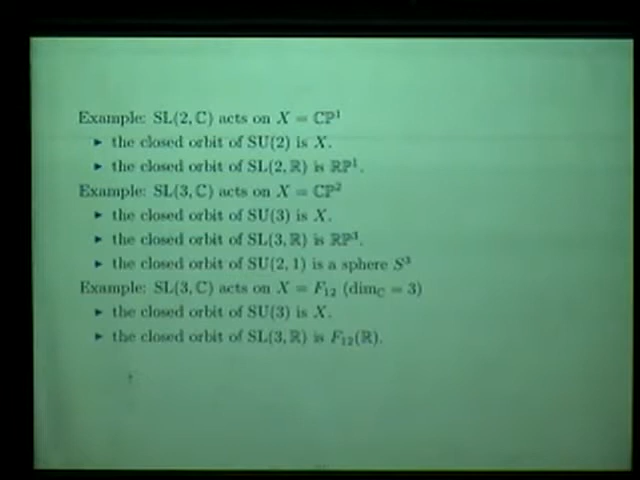 Example: SL(2, ℂ) acts on X = ℂℙ¹
▸ the closed orbit of SU(2) is X.
▸ the closed orbit of SL(2, ℝ) is ℝℙ¹.
Example: SL(3, ℂ) acts on X = ℂℙ²
▸ the closed orbit of SU(3) is X.
▸ the closed orbit of SL(3, ℝ) is ℝℙ³.
▸ the closed orbit of SU(2, 1) is a sphere S³
Example: SL(3, ℂ) acts on X = F₁₂ (dim_ℂ = 3)
▸ the closed orbit of SU(3) is X.
▸ the closed orbit of SL(3, ℝ) is F₁₂(ℝ).